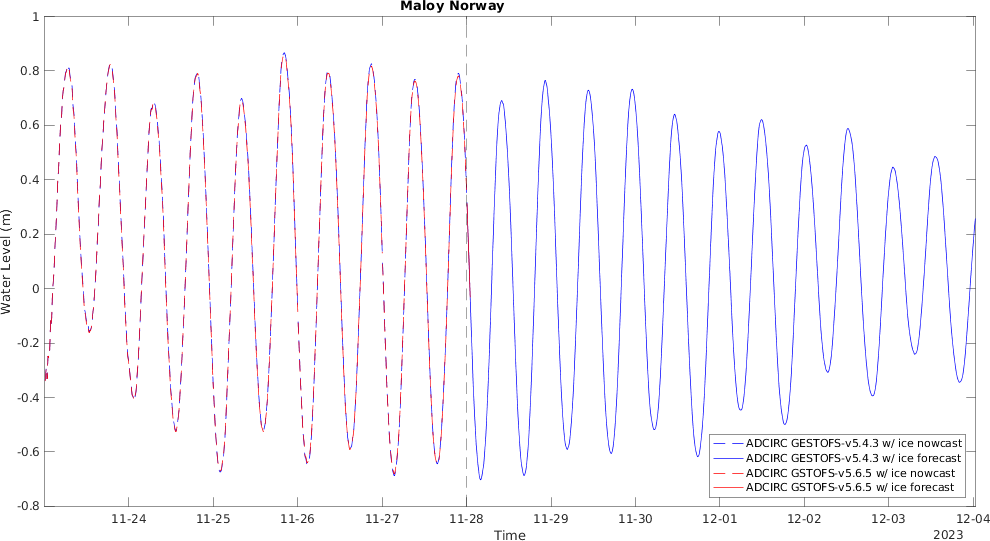 Maloy Norway
1
0.8
0.6
0.4
0.2
0
-0.2
-0.4
-0.6
-0.8
Water Level (m)
ADCIRC GESTOFS-v5.4.3 w/ ice nowcast
ADCIRC GESTOFS-v5.4.3 w/ ice forecast
ADCIRC GSTOFS-v5.6.5 w/ ice nowcast
ADCIRC GSTOFS-v5.6.5 w/ ice forecast
11-24 11-25 11-26 11-27 11-28 11-29 11-30 12-01 12-02 12-03 12-04
Time
2023